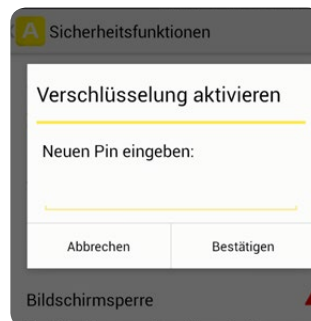 A Sicherheitsfunktionen
Verschlüsselung aktivieren
Neuen Pin eingeben:
Abbrechen Bestätigen
Bildschirmsperre